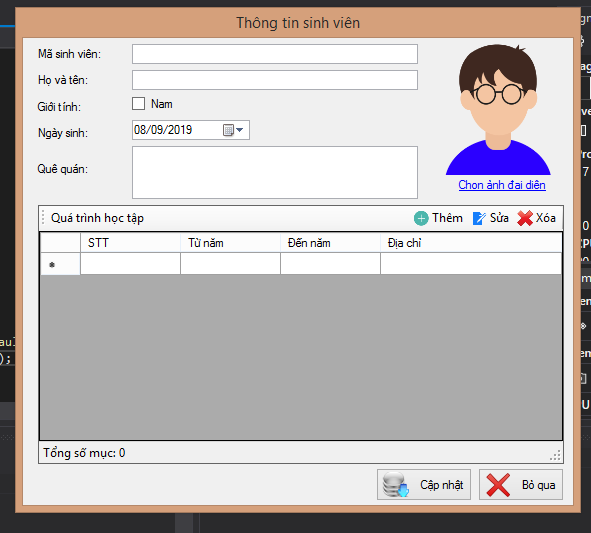 Thông tin sinh viên
Mã sinh viên:
Họ và tên:
Giới tính: Nam
Ngày sinh: 08/09/2019
Quê quán:
Chọn ảnh đại diện
Quá trình học tập Thêm Sửa Xóa
STT Từ năm Đến năm Địa chỉ
Tổng số mục: 0
Cập nhật Bỏ qua